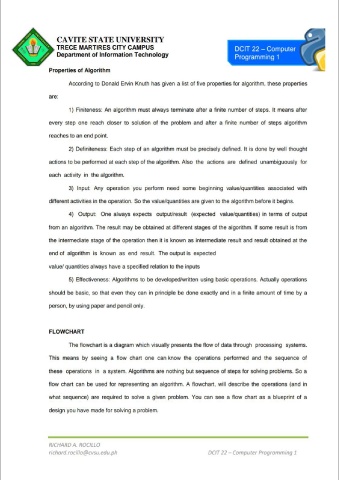 CAVITE STATE UNIVERSITY
TRECE MARTIRES CITY CAMPUS
Department of Information Technology
DCIT 22 – Computer
Programming 1
Properties of Algorithm
According to Donald Ervin Knuth has given a list of five properties for algorithm, these properties
are:
1) Finiteness: An algorithm must always terminate after a finite number of steps. It means after
every step one reach closer to solution of the problem and after a finite number of steps algorithm
reaches to an end point.
2) Definiteness: Each step of an algorithm must be precisely defined. It is done by well thought
actions to be performed at each step of the algorithm. Also the actions are defined unambiguously for
each activity in the algorithm.
3) Input: Any operation you perform need some beginning value/quantities associated with
different activities in the operation. So the value/quantities are given to the algorithm before it begins.
4) Output: One always expects output/result (expected value/quantities) in terms of output
from an algorithm. The result may be obtained at different stages of the algorithm. If some result is from
the intermediate stage of the operation then it is known as intermediate result and result obtained at the
end of algorithm is known as end result. The output is expected
value/ quantities always have a specified relation to the inputs
5) Effectiveness: Algorithms to be developed/written using basic operations. Actually operations
should be basic, so that even they can in principle be done exactly and in a finite amount of time by a
person, by using paper and pencil only.
FLOWCHART
The flowchart is a diagram which visually presents the flow of data through processing systems.
This means by seeing a flow chart one can know the operations performed and the sequence of
these operations in a system. Algorithms are nothing but sequence of steps for solving problems. So a
flow chart can be used for representing an algorithm. A flowchart, will describe the operations (and in
what sequence) are required to solve a given problem. You can see a flow chart as a blueprint of a
design you have made for solving a problem.
RICHARD A. ROCILLO
richard.rocillo@cvsu.edu.ph DCIT 22 – Computer Programming 1